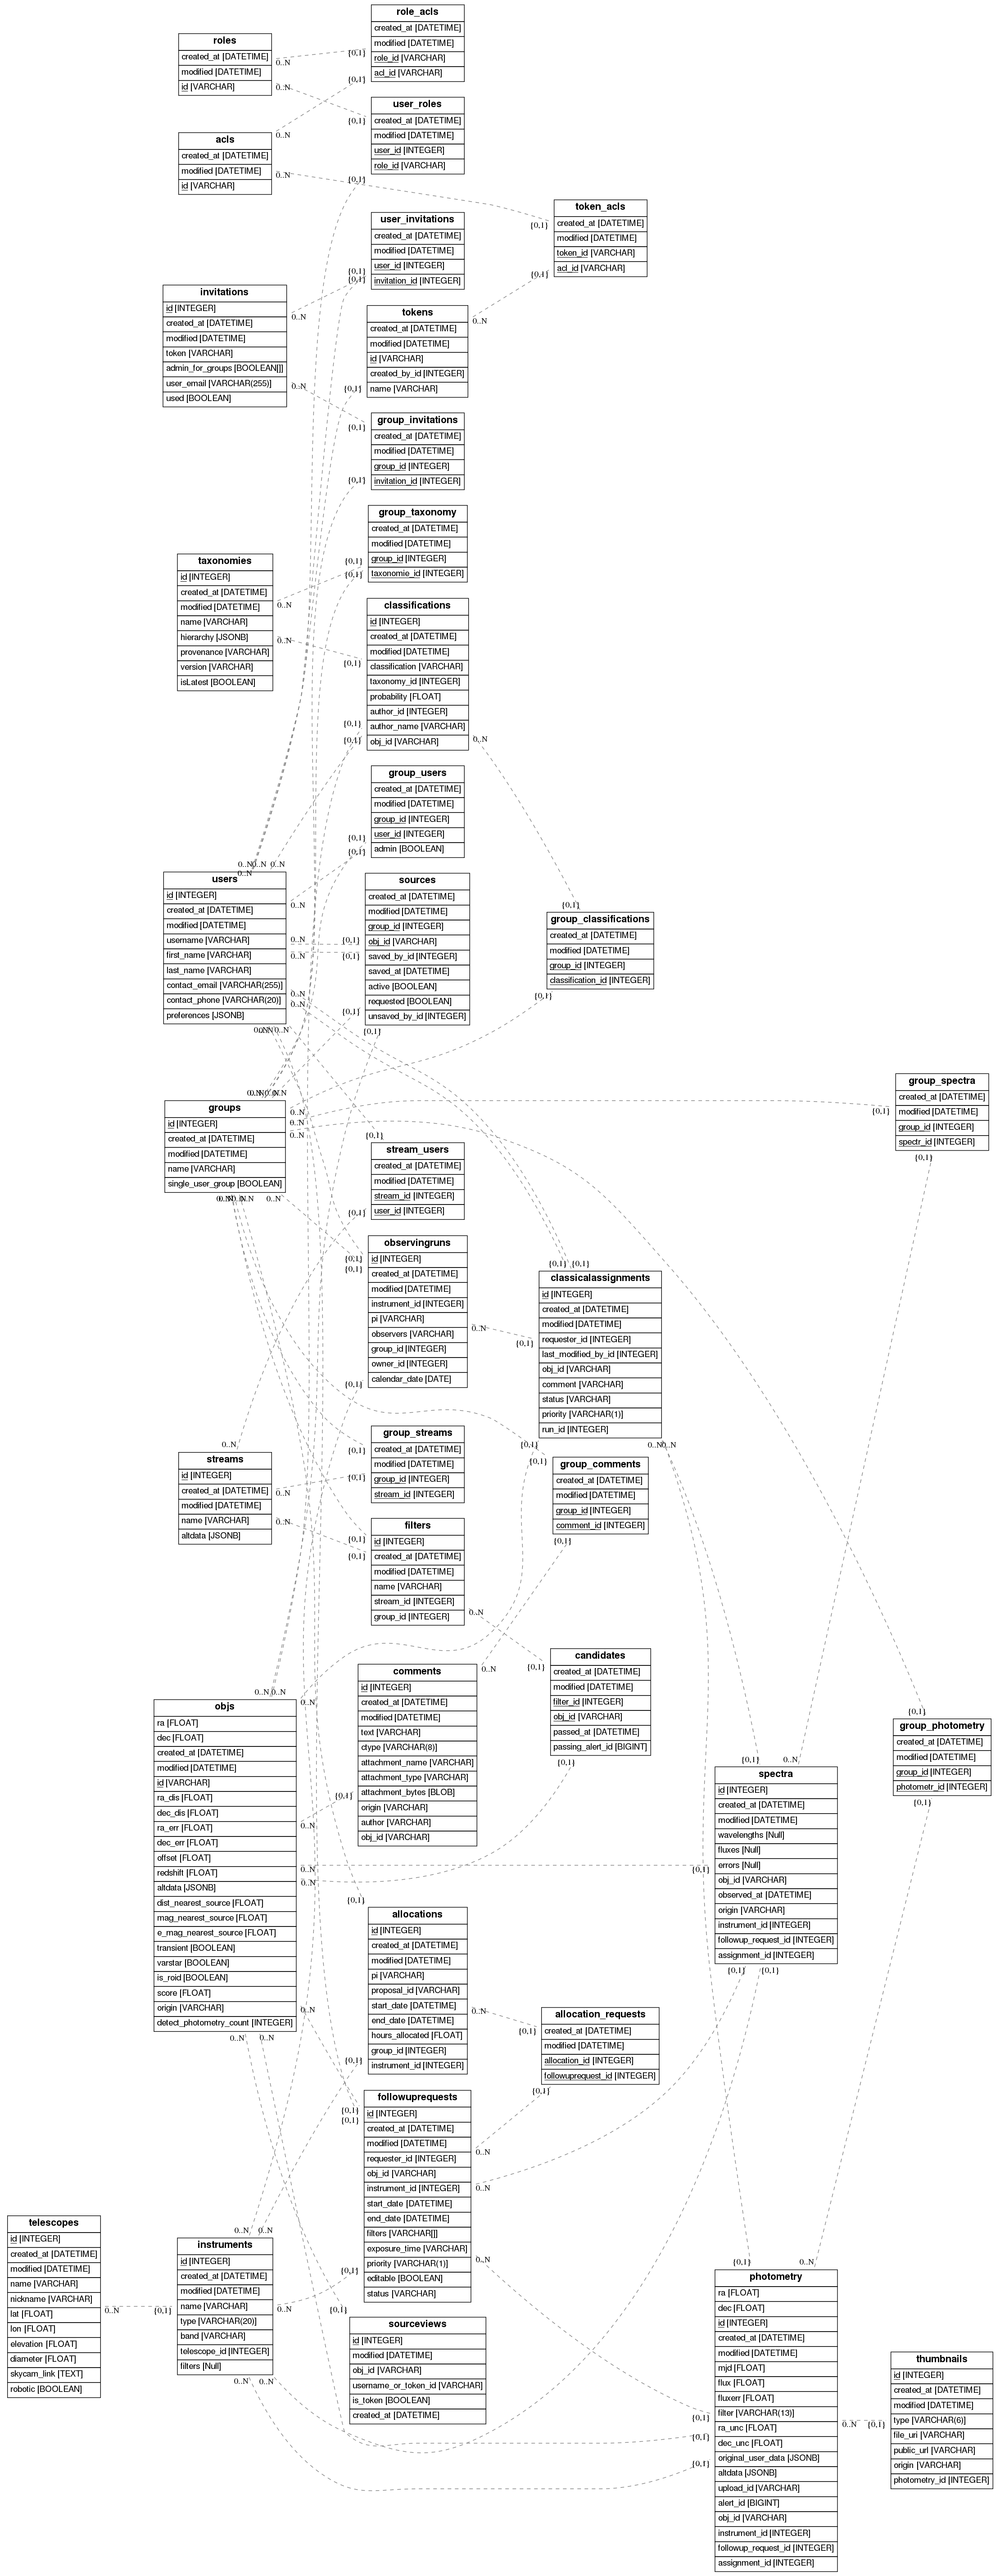 role_acls
created_at [DATETIME]
modified [DATETIME]
role_id [VARCHAR]
acl_id [VARCHAR]
roles
created_at [DATETIME]
modified [DATETIME]
id [VARCHAR]
user_roles
created_at [DATETIME]
modified [DATETIME]
user_id [INTEGER]
role_id [VARCHAR]
acls
created_at [DATETIME]
modified [DATETIME]
id [VARCHAR]
token_acls
created_at [DATETIME]
modified [DATETIME]
token_id [VARCHAR]
acl_id [VARCHAR]
user_invitations
created_at [DATETIME]
modified [DATETIME]
user_id [INTEGER]
invitation_id [INTEGER]
invitations
id [INTEGER]
created_at [DATETIME]
modified [DATETIME]
token [VARCHAR]
admin_for_groups [BOOLEAN[]]
user_email [VARCHAR(255)]
used [BOOLEAN]
tokens
created_at [DATETIME]
modified [DATETIME]
id [VARCHAR]
created_by_id [INTEGER]
name [VARCHAR]
group_invitations
created_at [DATETIME]
modified [DATETIME]
group_id [INTEGER]
invitation_id [INTEGER]
group_taxonomy
created_at [DATETIME]
modified [DATETIME]
group_id [INTEGER]
taxonomie_id [INTEGER]
taxonomies
id [INTEGER]
created_at [DATETIME]
modified [DATETIME]
name [VARCHAR]
hierarchy [JSONB]
provenance [VARCHAR]
version [VARCHAR]
isLatest [BOOLEAN]
classifications
id [INTEGER]
created_at [DATETIME]
modified [DATETIME]
classification [VARCHAR]
taxonomy_id [INTEGER]
probability [FLOAT]
author_id [INTEGER]
author_name [VARCHAR]
obj_id [VARCHAR]
group_users
created_at [DATETIME]
modified [DATETIME]
group_id [INTEGER]
user_id [INTEGER]
admin [BOOLEAN]
users
id [INTEGER]
created_at [DATETIME]
modified [DATETIME]
username [VARCHAR]
first_name [VARCHAR]
last_name [VARCHAR]
contact_email [VARCHAR(255)]
contact_phone [VARCHAR(20)]
preferences [JSONB]
sources
created_at [DATETIME]
modified [DATETIME]
group_id [INTEGER]
obj_id [VARCHAR]
saved_by_id [INTEGER]
saved_at [DATETIME]
active [BOOLEAN]
requested [BOOLEAN]
unsaved_by_id [INTEGER]
group_classifications
created_at [DATETIME]
modified [DATETIME]
group_id [INTEGER]
classification_id [INTEGER]
group_spectra
created_at [DATETIME]
modified [DATETIME]
group_id [INTEGER]
spectr_id [INTEGER]
groups
id [INTEGER]
created_at [DATETIME]
modified [DATETIME]
name [VARCHAR]
single_user_group [BOOLEAN]
stream_users
created_at [DATETIME]
modified [DATETIME]
stream_id [INTEGER]
user_id [INTEGER]
observingruns
id [INTEGER]
created_at [DATETIME]
modified [DATETIME]
instrument_id [INTEGER]
pi [VARCHAR]
observers [VARCHAR]
group_id [INTEGER]
owner_id [INTEGER]
calendar_date [DATE]
classicalassignments
id [INTEGER]
created_at [DATETIME]
modified [DATETIME]
requester_id [INTEGER]
last_modified_by_id [INTEGER]
obj_id [VARCHAR]
comment [VARCHAR]
status [VARCHAR]
priority [VARCHAR(1)]
run_id [INTEGER]
group_streams
created_at [DATETIME]
modified [DATETIME]
group_id [INTEGER]
stream_id [INTEGER]
streams
id [INTEGER]
created_at [DATETIME]
modified [DATETIME]
name [VARCHAR]
altdata [JSONB]
group_comments
created_at [DATETIME]
modified [DATETIME]
group_id [INTEGER]
comment_id [INTEGER]
filters
id [INTEGER]
created_at [DATETIME]
modified [DATETIME]
name [VARCHAR]
stream_id [INTEGER]
group_id [INTEGER]
candidates
created_at [DATETIME]
modified [DATETIME]
filter_id [INTEGER]
obj_id [VARCHAR]
passed_at [DATETIME]
passing_alert_id [BIGINT]
comments
id [INTEGER]
created_at [DATETIME]
modified [DATETIME]
text [VARCHAR]
ctype [VARCHAR(8)]
attachment_name [VARCHAR]
attachment_type [VARCHAR]
attachment_bytes [BLOB]
origin [VARCHAR]
author [VARCHAR]
obj_id [VARCHAR]
objs
ra [FLOAT]
dec [FLOAT]
created_at [DATETIME]
modified [DATETIME]
id [VARCHAR]
ra_dis [FLOAT]
dec_dis [FLOAT]
ra_err [FLOAT]
dec_err [FLOAT]
offset [FLOAT]
redshift [FLOAT]
altdata [JSONB]
dist_nearest_source [FLOAT]
mag_nearest_source [FLOAT]
e_mag_nearest_source [FLOAT]
transient [BOOLEAN]
varstar [BOOLEAN]
is_roid [BOOLEAN]
score [FLOAT]
origin [VARCHAR]
detect_photometry_count [INTEGER]
group_photometry
created_at [DATETIME]
modified [DATETIME]
group_id [INTEGER]
photometr_id [INTEGER]
spectra
id [INTEGER]
created_at [DATETIME]
modified [DATETIME]
wavelengths [Null]
fluxes [Null]
errors [Null]
obj_id [VARCHAR]
observed_at [DATETIME]
origin [VARCHAR]
instrument_id [INTEGER]
followup_request_id [INTEGER]
assignment_id [INTEGER]
allocations
id [INTEGER]
created_at [DATETIME]
modified [DATETIME]
pi [VARCHAR]
proposal_id [VARCHAR]
start_date [DATETIME]
end_date [DATETIME]
hours_allocated [FLOAT]
group_id [INTEGER]
instrument_id [INTEGER]
allocation_requests
created_at [DATETIME]
modified [DATETIME]
allocation_id [INTEGER]
followuprequest_id [INTEGER]
followuprequests
id [INTEGER]
created_at [DATETIME]
modified [DATETIME]
requester_id [INTEGER]
obj_id [VARCHAR]
instrument_id [INTEGER]
start_date [DATETIME]
end_date [DATETIME]
filters [VARCHAR[]]
exposure_time [VARCHAR]
priority [VARCHAR(1)]
editable [BOOLEAN]
status [VARCHAR]
telescopes
id [INTEGER]
created_at [DATETIME]
modified [DATETIME]
name [VARCHAR]
nickname [VARCHAR]
lat [FLOAT]
lon [FLOAT]
elevation [FLOAT]
diameter [FLOAT]
skycam_link [TEXT]
robotic [BOOLEAN]
instruments
id [INTEGER]
created_at [DATETIME]
modified [DATETIME]
name [VARCHAR]
type [VARCHAR(20)]
band [VARCHAR]
telescope_id [INTEGER]
filters [Null]
sourceviews
id [INTEGER]
modified [DATETIME]
obj_id [VARCHAR]
username_or_token_id [VARCHAR]
is_token [BOOLEAN]
created_at [DATETIME]
photometry
ra [FLOAT]
dec [FLOAT]
id [INTEGER]
created_at [DATETIME]
modified [DATETIME]
mjd [FLOAT]
flux [FLOAT]
fluxerr [FLOAT]
filter [VARCHAR(13)]
ra_unc [FLOAT]
dec_unc [FLOAT]
original_user_data [JSONB]
altdata [JSONB]
upload_id [VARCHAR]
alert_id [BIGINT]
obj_id [VARCHAR]
instrument_id [INTEGER]
followup_request_id [INTEGER]
assignment_id [INTEGER]
thumbnails
id [INTEGER]
created_at [DATETIME]
modified [DATETIME]
type [VARCHAR(6)]
file_uri [VARCHAR]
public_url [VARCHAR]
origin [VARCHAR]
photometry_id [INTEGER]